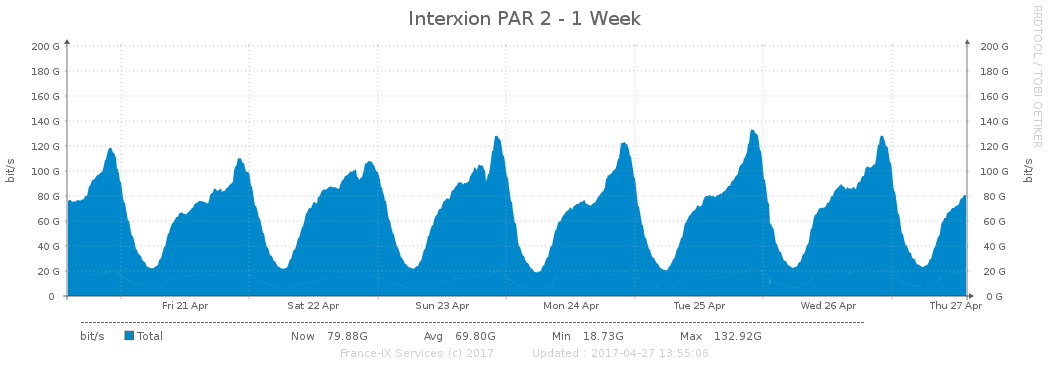 Interxion PAR 2 - 1 Week
RRDTOOL / TOBI OETIKER
bit/s
bit/s
200 G 200 G
180 G 180 G
160 G 160 G
140 G 140 G
120 G 120 G
100 G 100 G
80 G 80 G
60 G 60 G
40 G 40 G
20 G 20 G
0 0 G
Fri 21 Apr Sat 22 Apr Sun 23 Apr Mon 24 Apr Tue 25 Apr Wed 26 Apr Thu 27 Apr
bit/s Total Now 79.88G Avg 69.80G Min 18.73G Max 132.92G
France-IX Services (c) 2017 Updated : 2017-04-27 13:55:06